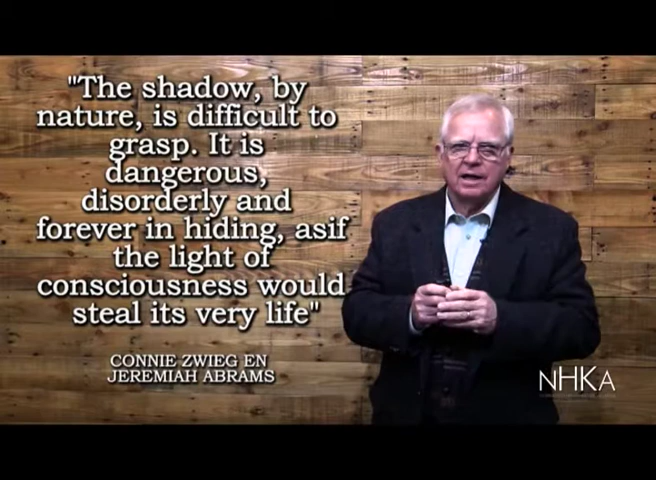 "The shadow, by
nature, is difficult to
grasp. It is
dangerous,
disorderly and
forever in hiding, asif
the light of
consciousness would
steal its very life"
CONNIE ZWIEG EN
JEREMIAH ABRAMS
NHKA